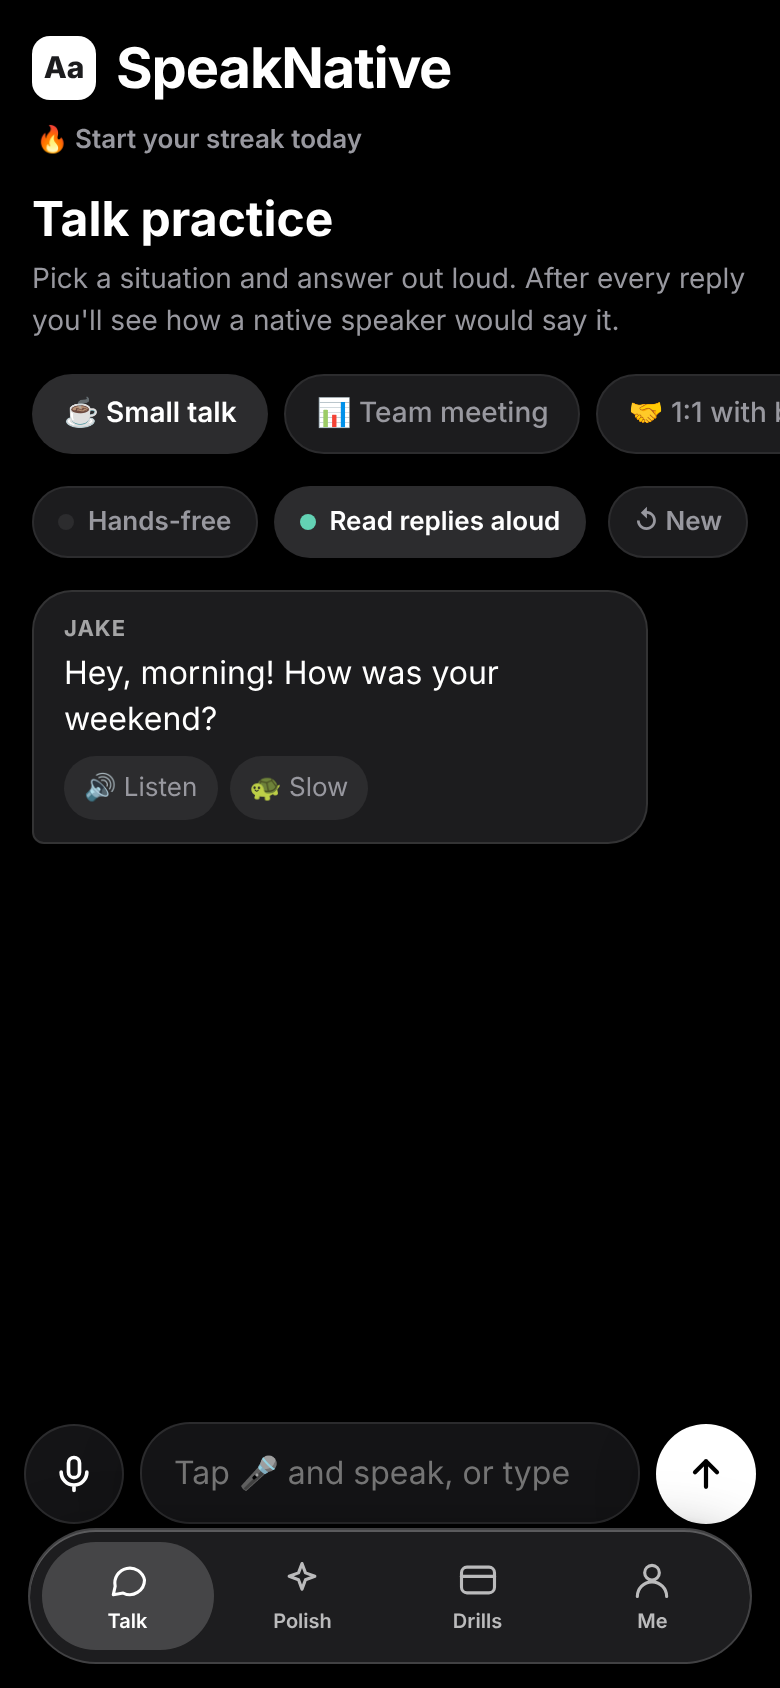 Aa SpeakNative
🔥 Start your streak today
Talk practice
Pick a situation and answer out loud. After every reply
you'll see how a native speaker would say it.
☕ Small talk 📊 Team meeting 🤝 1:1 with
Hands-free Read replies aloud New
JAKE
Hey, morning! How was your
weekend?
🔊 Listen 🐢 Slow
Tap 🎤 and speak, or type
Talk Polish Drills Me